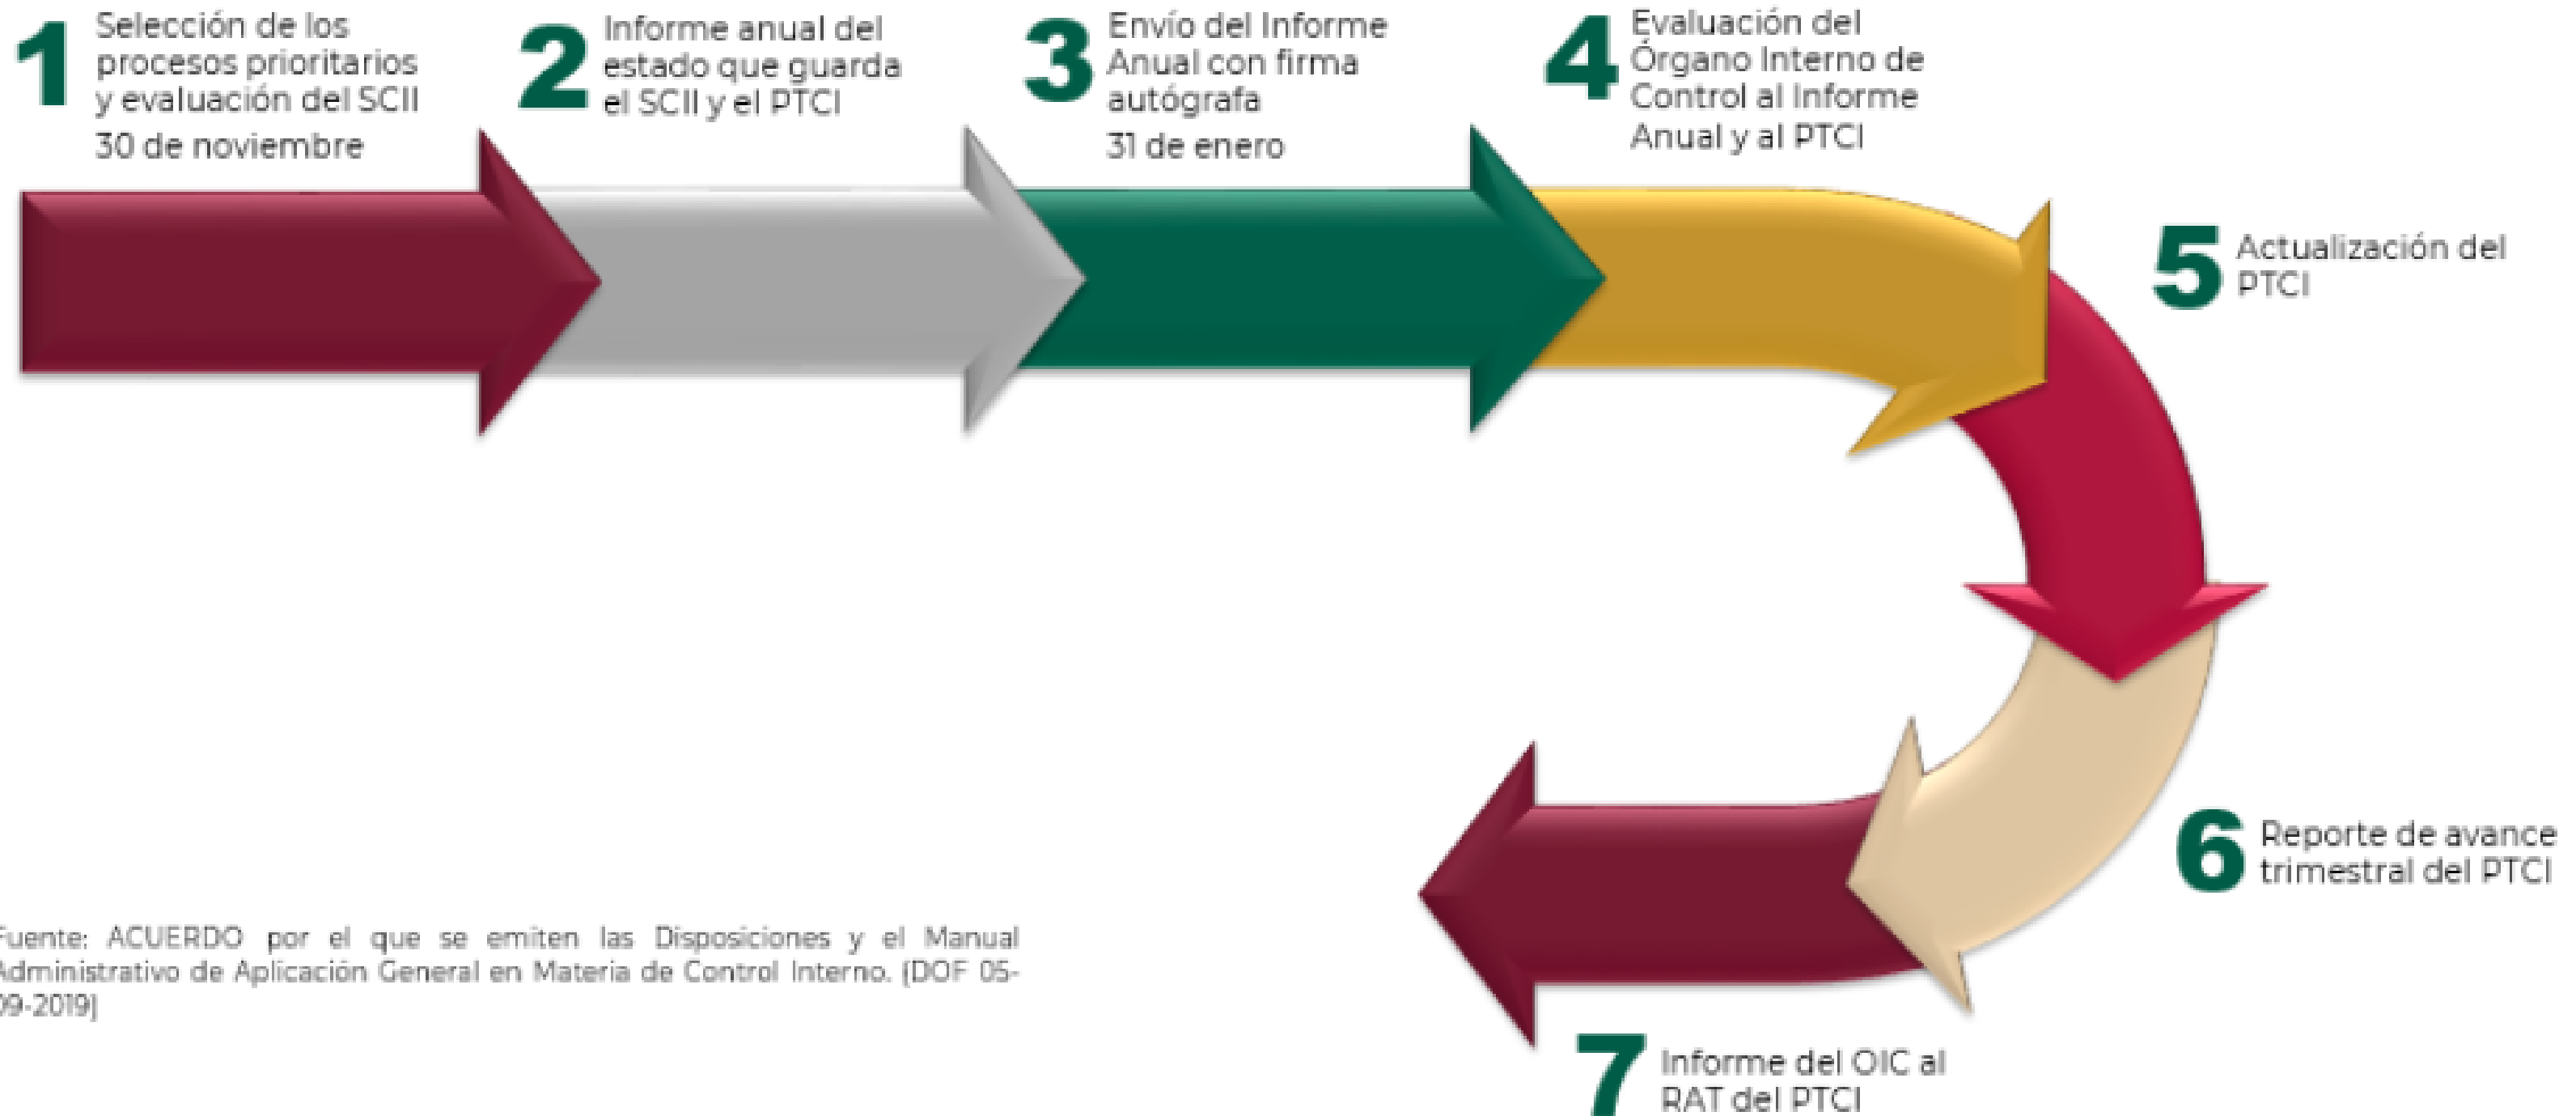 1
Selección de los
procesos prioritarios
y evaluación del SCII
30 de noviembre
2
Informe anual del
estado que guarda
el SCII y el PTCI
3
Envío del Informe
Anual con firma
autógrafa
31 de enero
4
Evaluación del
Órgano Interno de
Control al Informe
Anual y al PTCI
5
Actualización del
PTCI
6
Reporte de avance
trimestral del PTCI
7
Informe del OIC al
RAT del PTCI
Fuente: ACUERDO por el que se emiten las Disposiciones y el Manual
Administrativo de Aplicación General en Materia de Control Interno. (DOF 05-
09-2019)